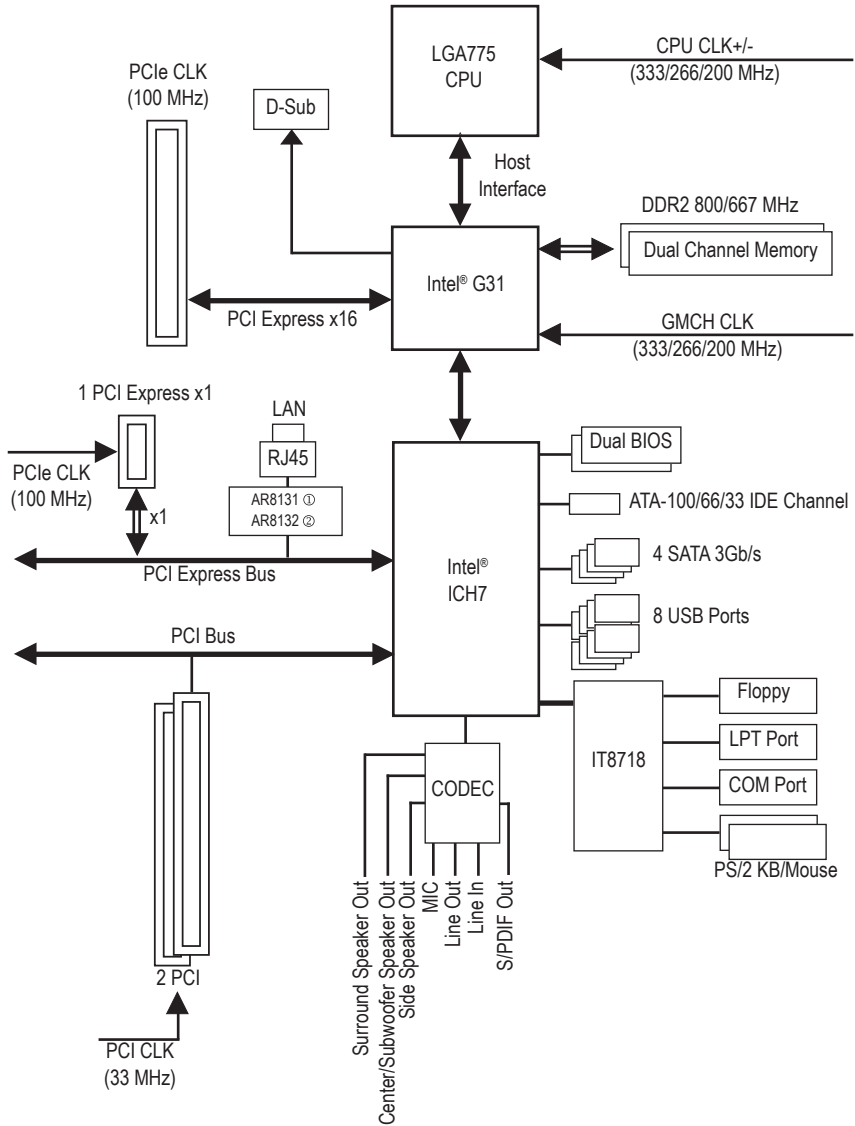 LGA775
CPU
CPU CLK+/-
(333/266/200 MHz)
PCIe CLK
(100 MHz)
D-Sub
Host
Interface
DDR2 800/667 MHz
Dual Channel Memory
Intel® G31
PCI Express x16
GMCH CLK
(333/266/200 MHz)
1 PCI Express x1
LAN
RJ45
PCIe CLK
(100 MHz)
x1
AR8131 ①
AR8132 ②
PCI Express Bus
Dual BIOS
ATA-100/66/33 IDE Channel
Intel®
ICH7
4 SATA 3Gb/s
8 USB Ports
PCI Bus
IT8718
Floppy
LPT Port
COM Port
PS/2 KB/Mouse
CODEC
Surround Speaker Out
Center/Subwoofer Speaker Out
Side Speaker Out
MIC
Line Out
Line In
S/PDIF Out
2 PCI
PCI CLK
(33 MHz)